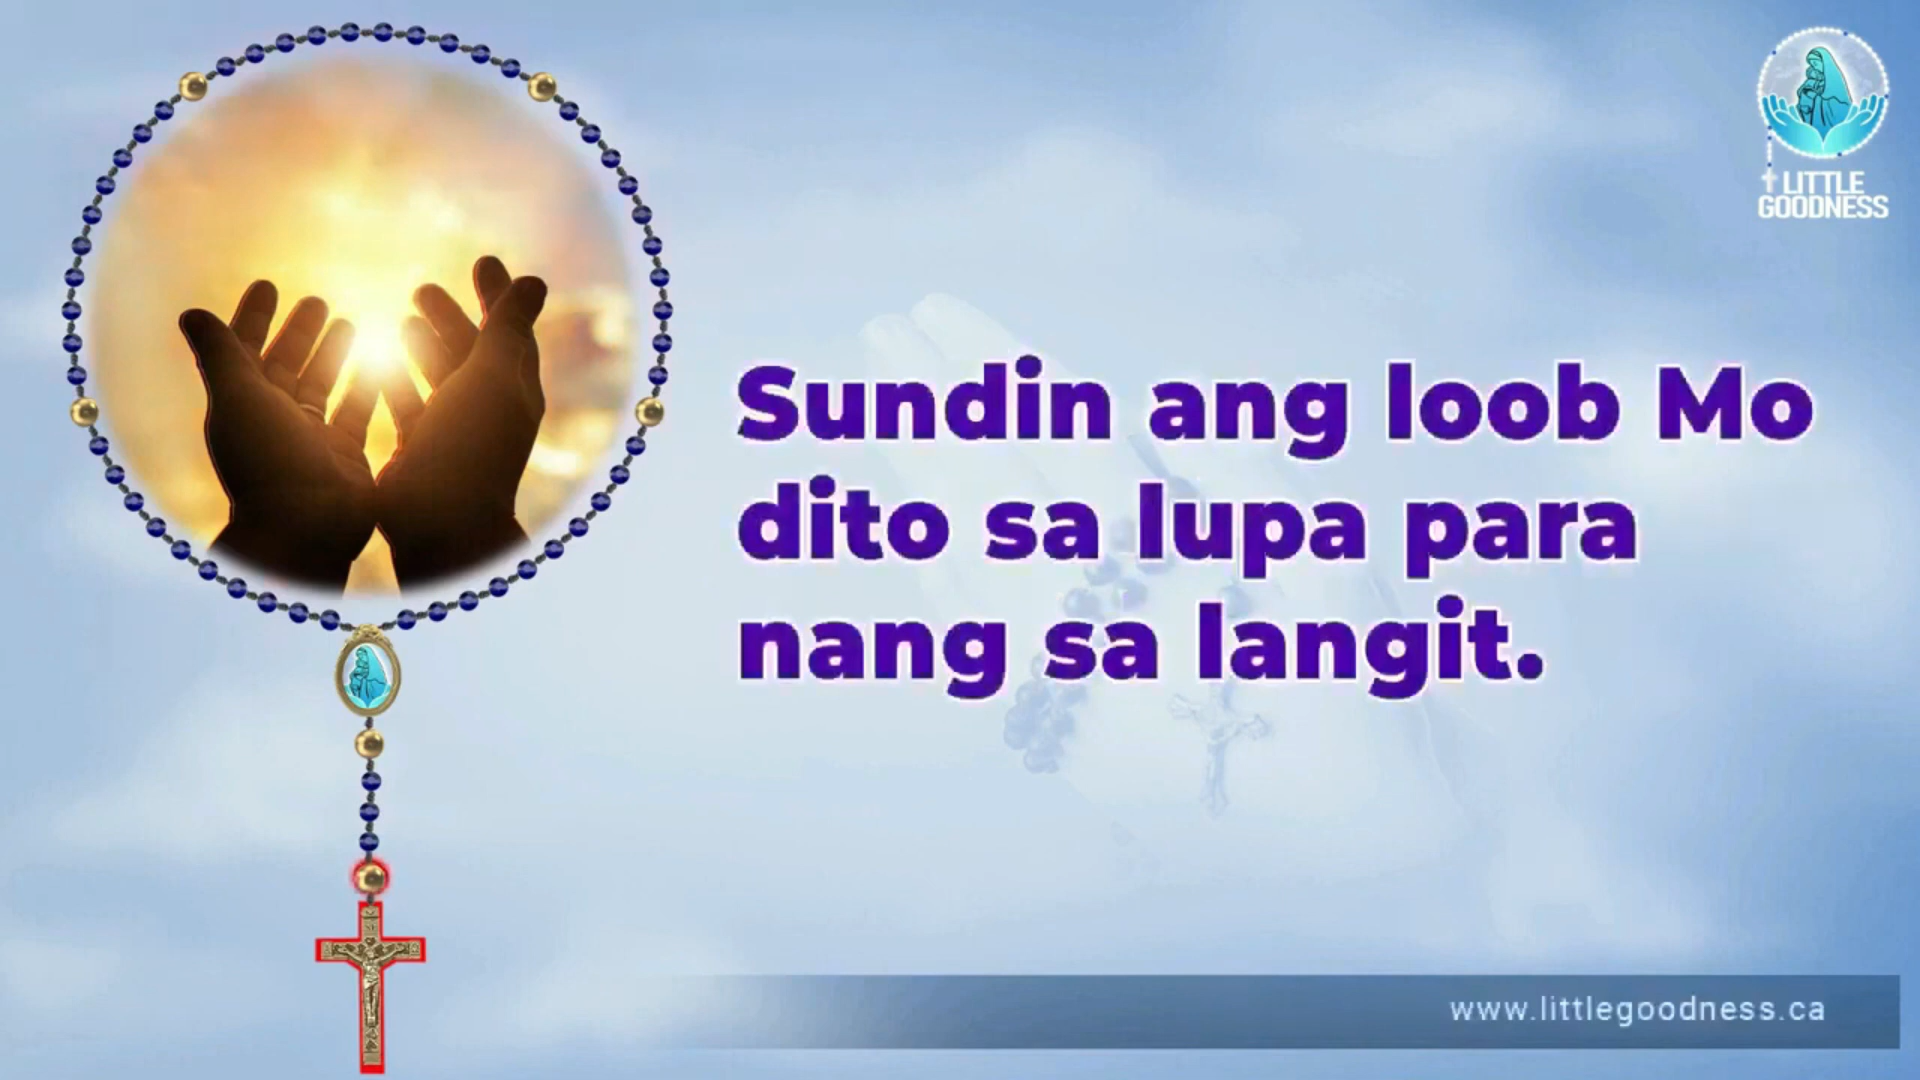 LITTLE
GOODNESS
Sundin ang loob Mo
dito sa lupa para
nang sa langit.
www.littlegoodness.ca